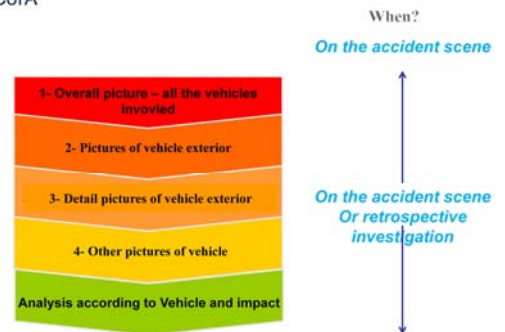 When?
On the accident scene
1- Overall picture – all the vehicles
invovled
2- Pictures of vehicle exterior
3- Detail pictures of vehicle exterior
On the accident scene
Or retrospective
investigation
4- Other pictures of vehicle
Analysis according to Vehicle and impact